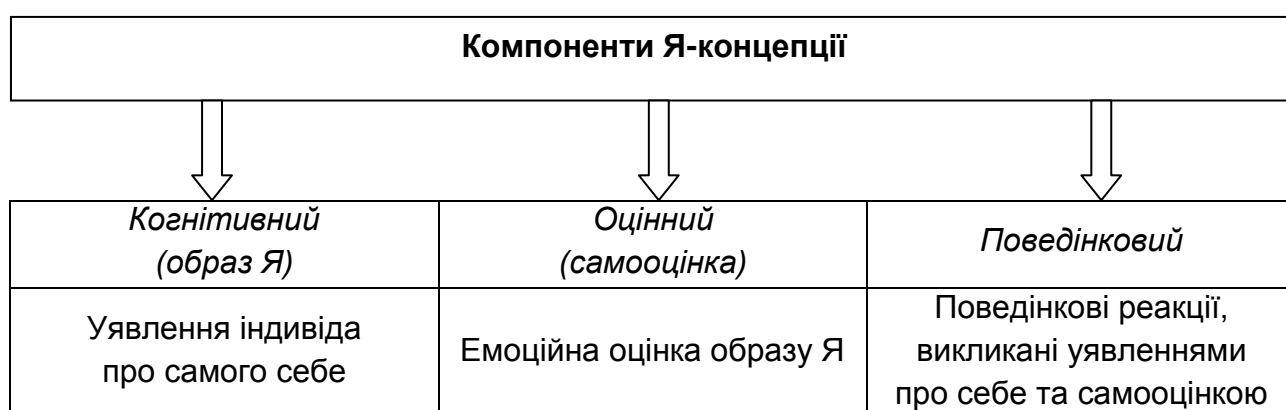 Компоненти Я-концепції
Когнітивний
(образ Я)
Оцінний
(самооцінка)
Поведінковий
Уявлення індивіда
про самого себе
Емоційна оцінка образу Я
Поведінкові реакції,
викликані уявленнями
про себе та самооцінкою